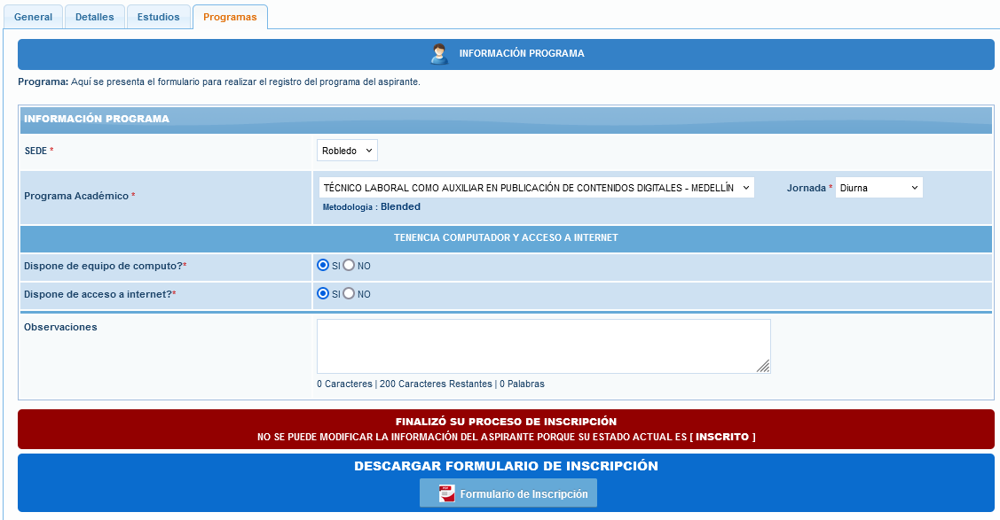 General Detalles Estudios Programas
INFORMACIÓN PROGRAMA
Programa: Aquí se presenta el formulario para realizar el registro del programa del aspirante.
INFORMACIÓN PROGRAMA
SEDE * Robledo
Programa Académico * TÉCNICO LABORAL COMO AUXILIAR EN PUBLICACIÓN DE CONTENIDOS DIGITALES - MEDELLÍN Jornada * Diurna
Metodología : Blended
TENENCIA COMPUTADOR Y ACCESO A INTERNET
Dispone de equipo de computo?* SI NO
Dispone de acceso a internet?* SI NO
Observaciones
0 Caracteres | 200 Caracteres Restantes | 0 Palabras
FINALIZÓ SU PROCESO DE INSCRIPCIÓN
NO SE PUEDE MODIFICAR LA INFORMACIÓN DEL ASPIRANTE PORQUE SU ESTADO ACTUAL ES [ INSCRITO ]
DESCARGAR FORMULARIO DE INSCRIPCIÓN
Formulario de Inscripción